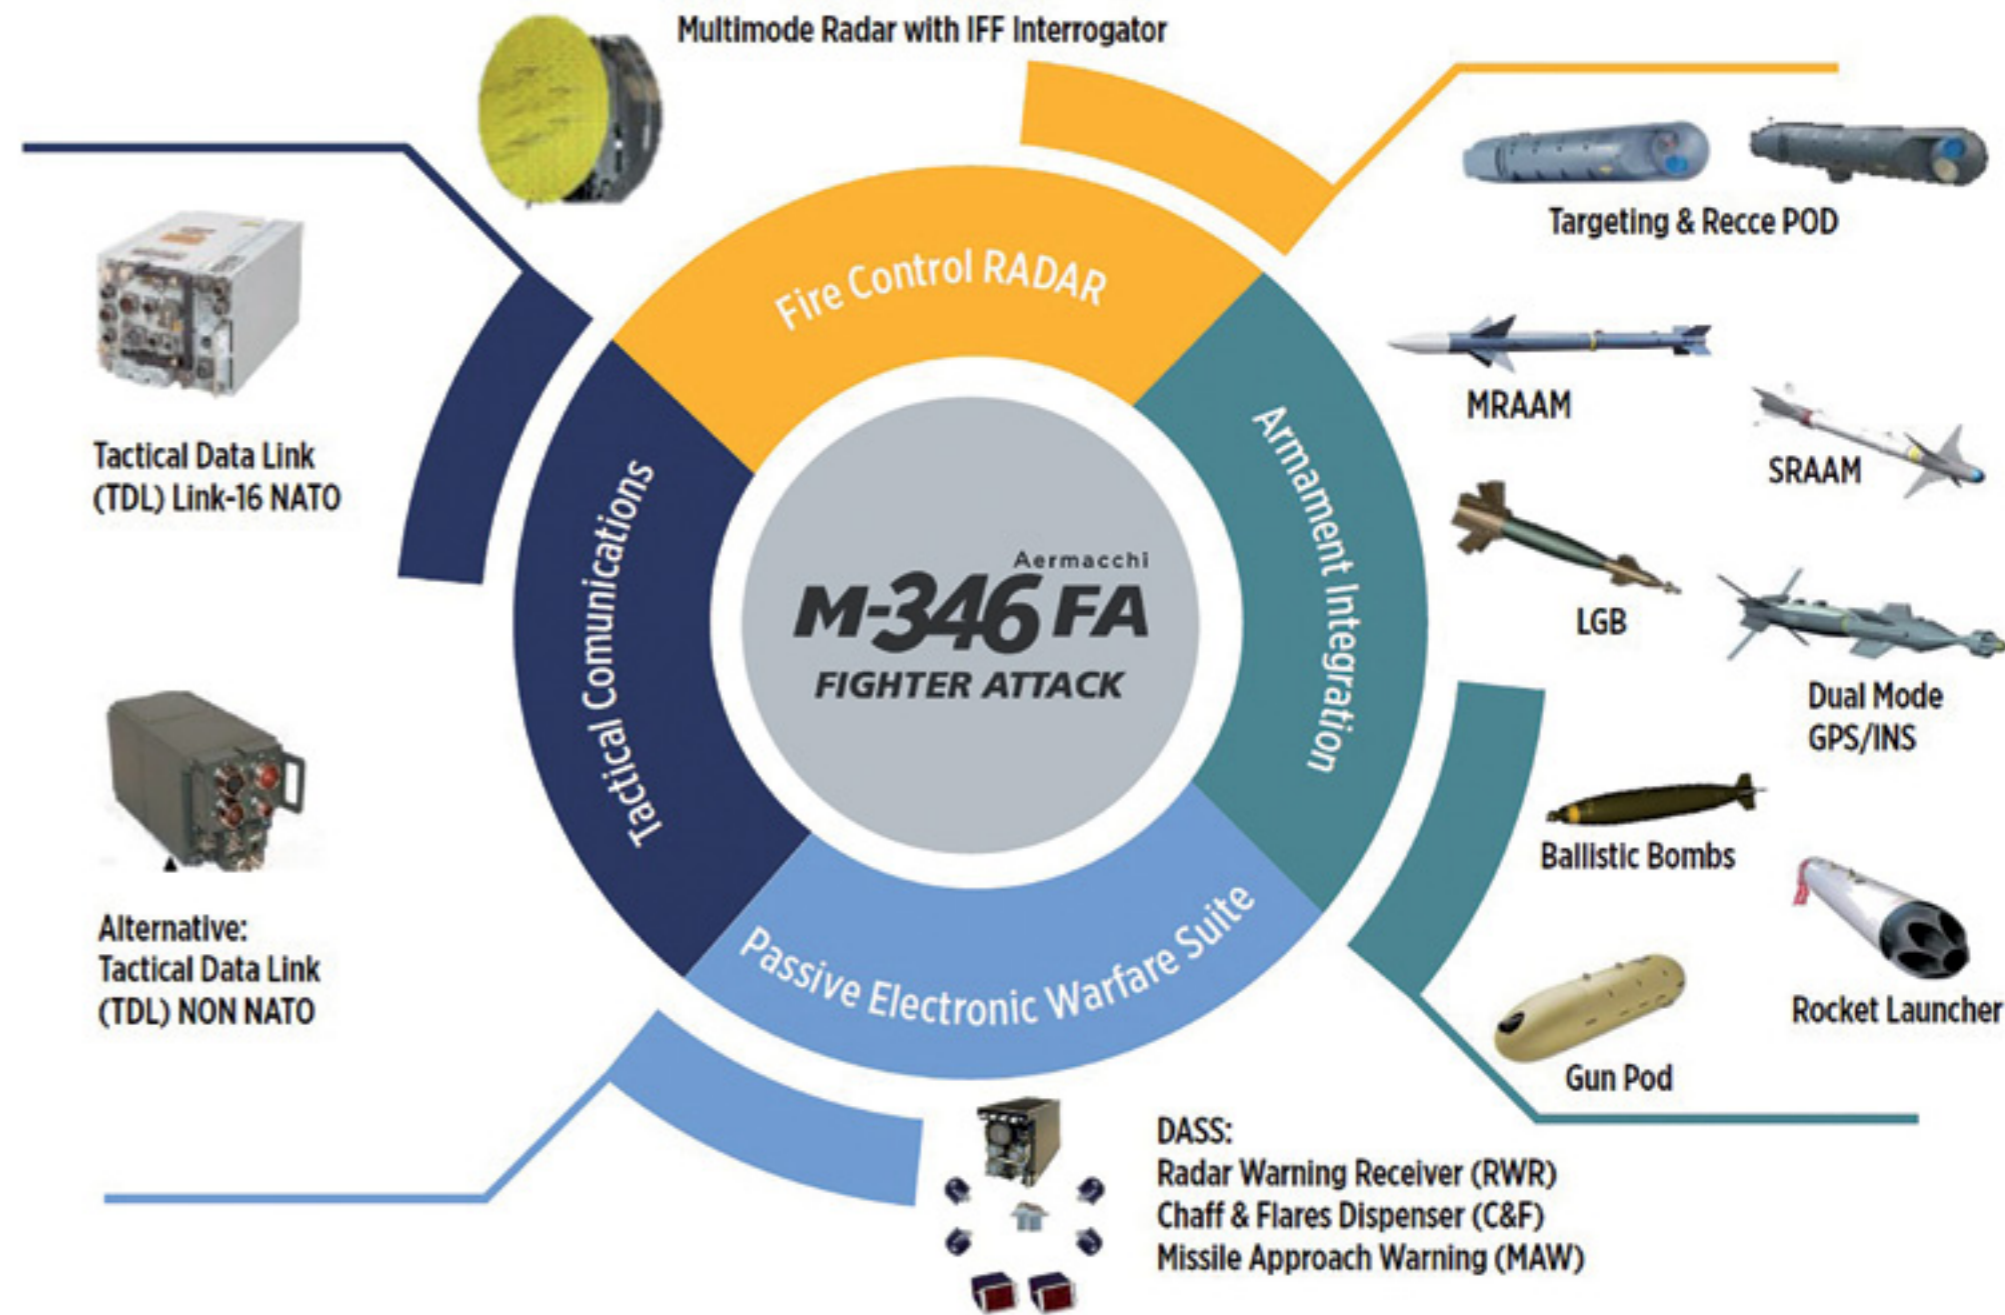 Multimode Radar with IFF Interrogator
Targeting & Recce POD
MRAAM
SRAAM
LGB
Dual Mode
GPS/INS
Ballistic Bombs
Rocket Launcher
Gun Pod
Fire Control RADAR
Armament Integration
Passive Electronic Warfare Suite
Tactical Comunications
Aermacchi
M-346 FA
FIGHTER ATTACK
Tactical Data Link
(TDL) Link-16 NATO
Alternative:
Tactical Data Link
(TDL) NON NATO
DASS:
Radar Warning Receiver (RWR)
Chaff & Flares Dispenser (C&F)
Missile Approach Warning (MAW)